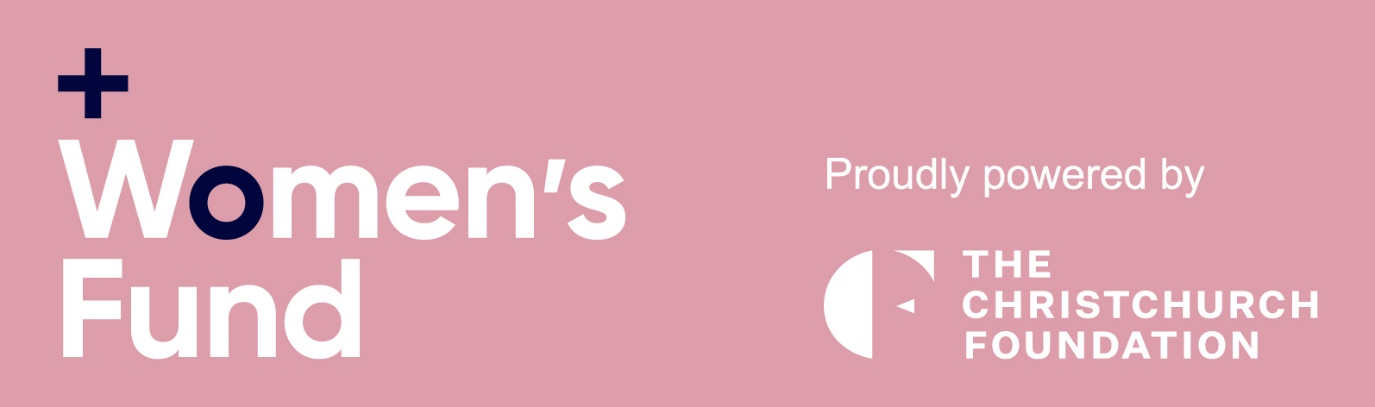 +
Women's
Fund
Proudly powered by
THE
CHRISTCHURCH
FOUNDATION